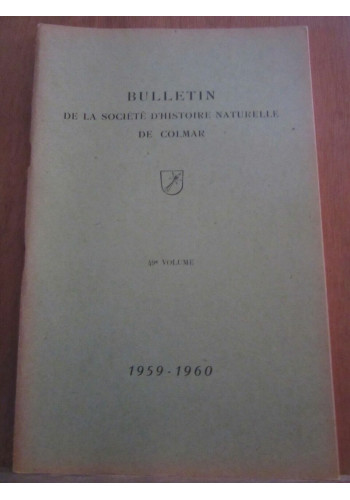 BULLETIN
DE LA SOCIÉTÉ D'HISTOIRE NATURELLE
DE COLMAR
VOLUME
1959-1960